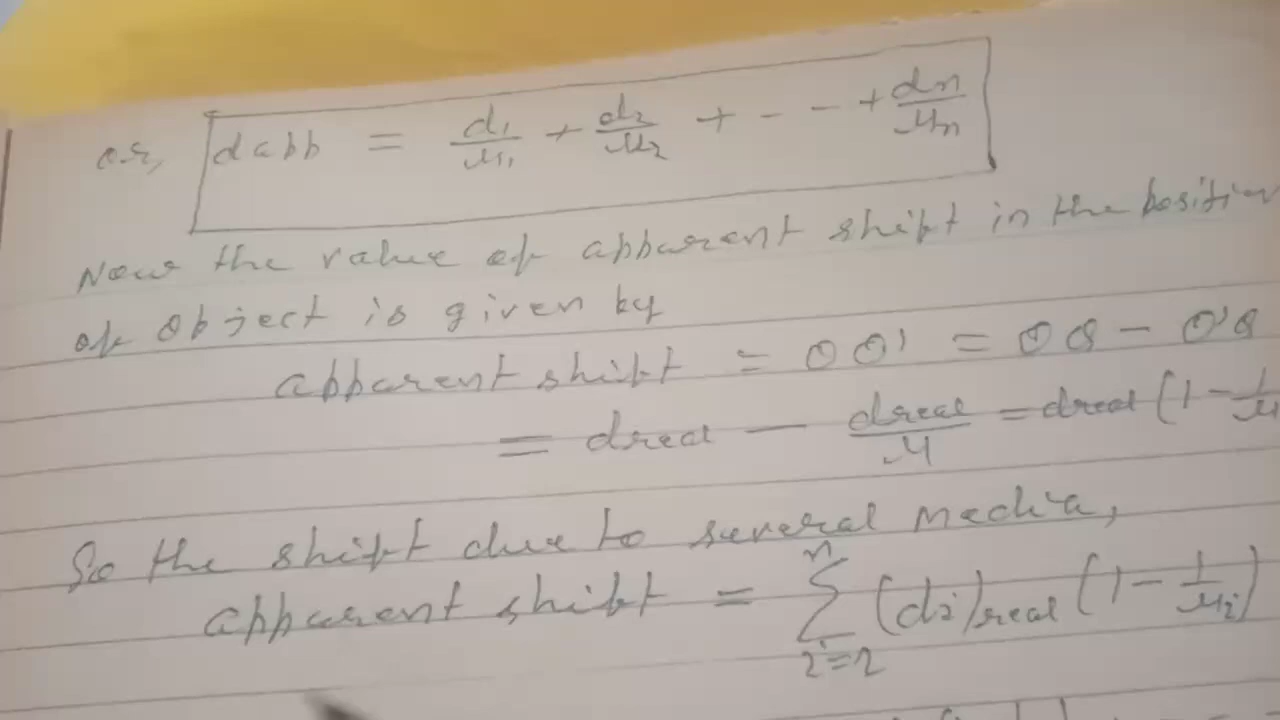 or, dapp = d₁/μ₁ + d₂/μ₂ + - - + dn/μn
Now the value of apparent shift in the position
of object is given by
apparent shift = OO' = OQ - O'Q
= dreal - dreal/μ = dreal (1 - 1/μ
So the shift due to several media,
apparent shift = n∑i=2 (di)real (1 - 1/μi)